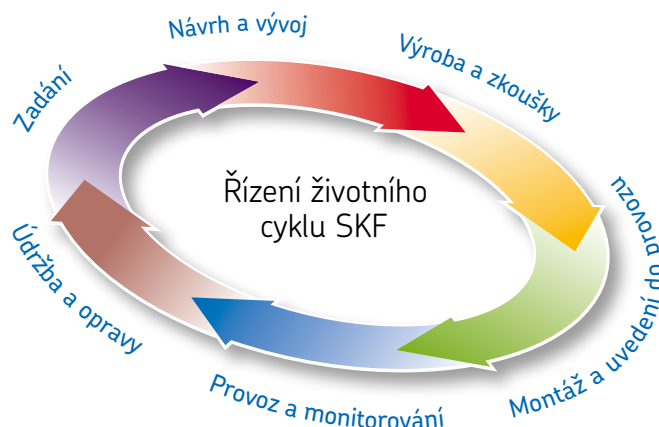 Návrh a vývoj
Výroba a zkoušky
Zadání
Řízení životního
cyklu SKF
Montáž a uvedení do provozu
Údržba a opravy
Provoz a monitorování